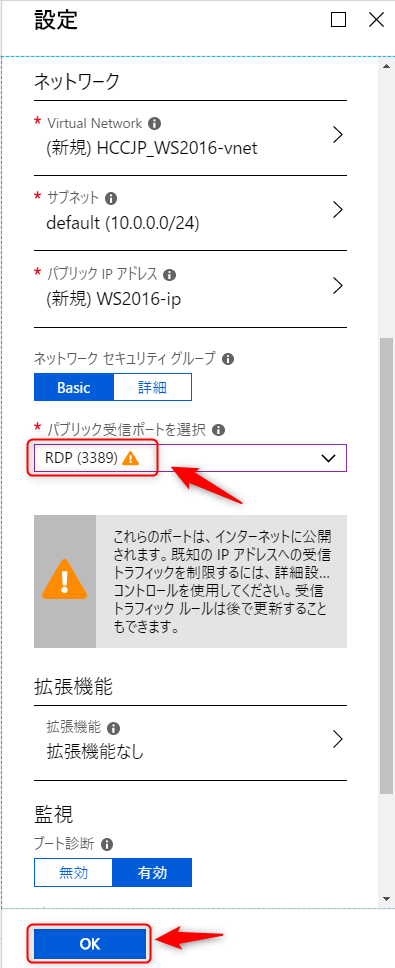 設定
ネットワーク
* Virtual Network
(新規) HCCJP_WS2016-vnet
* サブネット
default (10.0.0.0/24)
* パブリック IP アドレス
(新規) WS2016-ip
ネットワーク セキュリティ グループ
Basic 詳細
* パブリック受信ポートを選択
RDP (3389)
これらのポートは、インターネットに公開
されます。既知の IP アドレスへの受信
トラフィックを制限するには、詳細設...
コントロールを使用してください。受信
トラフィック ルールは後で更新すること
もできます。
拡張機能
拡張機能
拡張機能なし
監視
ブート診断
無効 有効
OK